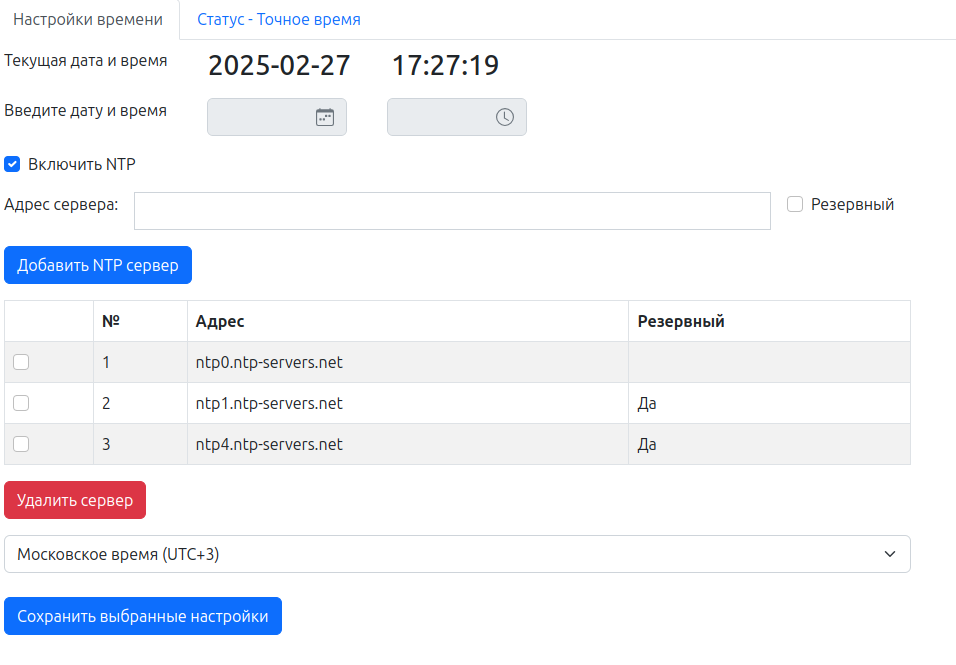 Настройки времени Статус - Точное время
Текущая дата и время 2025-02-27 17:27:19
Введите дату и время
Включить NTP
Адрес сервера: Резервный
Добавить NTP сервер
№ Адрес Резервный
1 ntp0.ntp-servers.net
2 ntp1.ntp-servers.net Да
3 ntp4.ntp-servers.net Да
Удалить сервер
Московское время (UTC+3)
Сохранить выбранные настройки